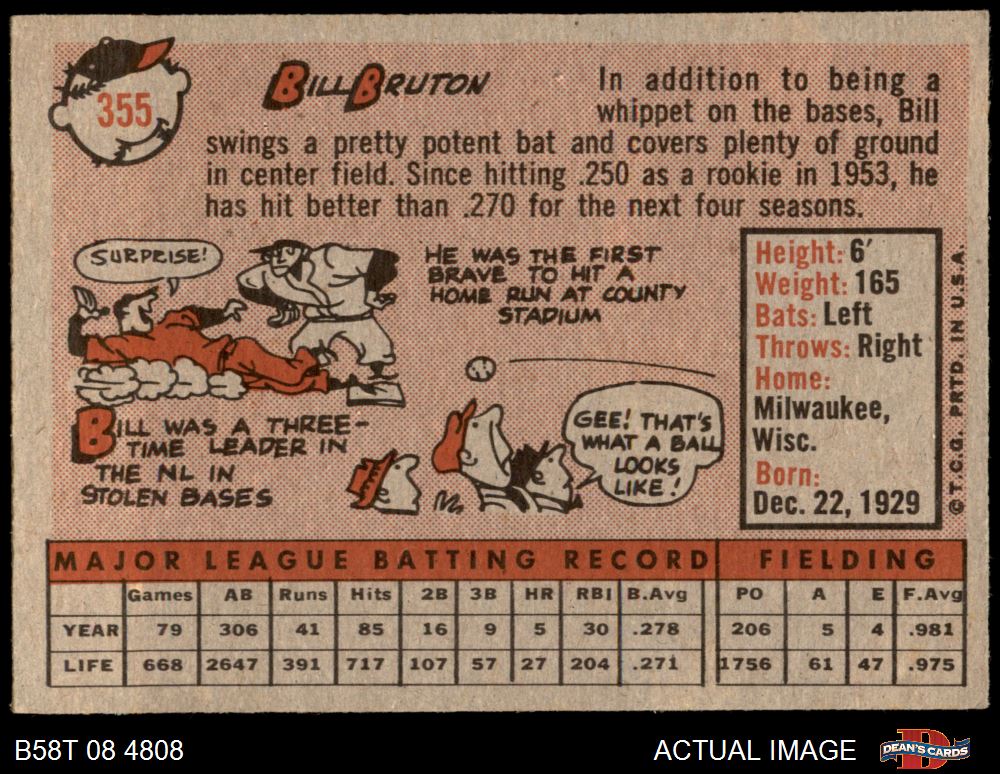 355
BILL BRUTON
In addition to being a
whippet on the bases, Bill
swings a pretty potent bat and covers plenty of ground
in center field. Since hitting .250 as a rookie in 1953, he
has hit better than .270 for the next four seasons.
SURPRISE!
BILL WAS A THREE-
TIME LEADER IN
THE NL IN
STOLEN BASES
HE WAS THE FIRST
BRAVE TO HIT A
HOME RUN AT COUNTY
STADIUM
GEE! THAT'S
WHAT A BALL
LOOKS
LIKE!
Height: 6'
Weight: 165
Bats: Left
Throws: Right
Home:
Milwaukee,
Wisc.
Born:
Dec. 22, 1929
© T.C.G. PRTD. IN U.S.A.
MAJOR LEAGUE BATTING RECORD FIELDING
Games AB Runs Hits 2B 3B HR RBI B.Avg PO A E F.Avg
YEAR 79 306 41 85 16 9 5 30 .278 206 5 4 .981
LIFE 668 2647 391 717 107 57 27 204 .271 1756 61 47 .975
B58T 08 4808
ACTUAL IMAGE
DEAN'S CARDS